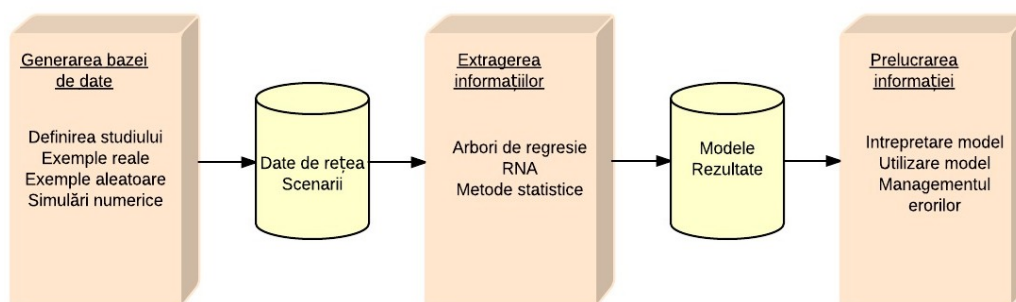 Generarea bazei
de date
Definirea studiului
Exemple reale
Exemple aleatoare
Simulări numerice
Date de rețea
Scenarii
Extragerea
informațiilor
Arbori de regresie
RNA
Metode statistice
Modele
Rezultate
Prelucrarea
informației
Intrepretare model
Utilizare model
Managementul
erorilor